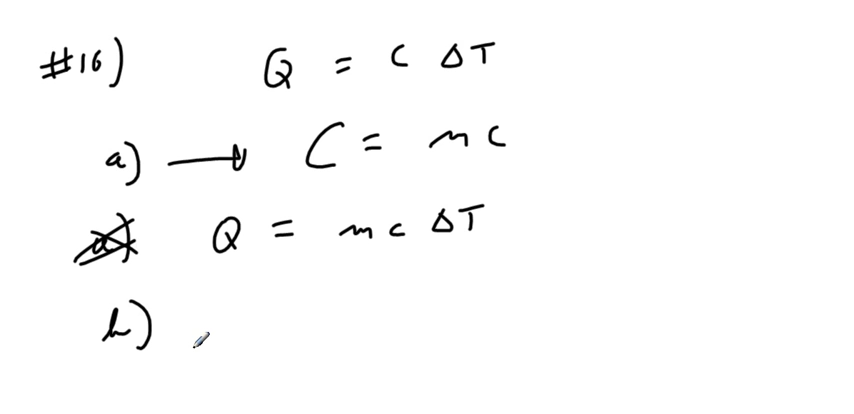 #16) Q = C ΔT
a) → C = mc
Q = mc ΔT
b)